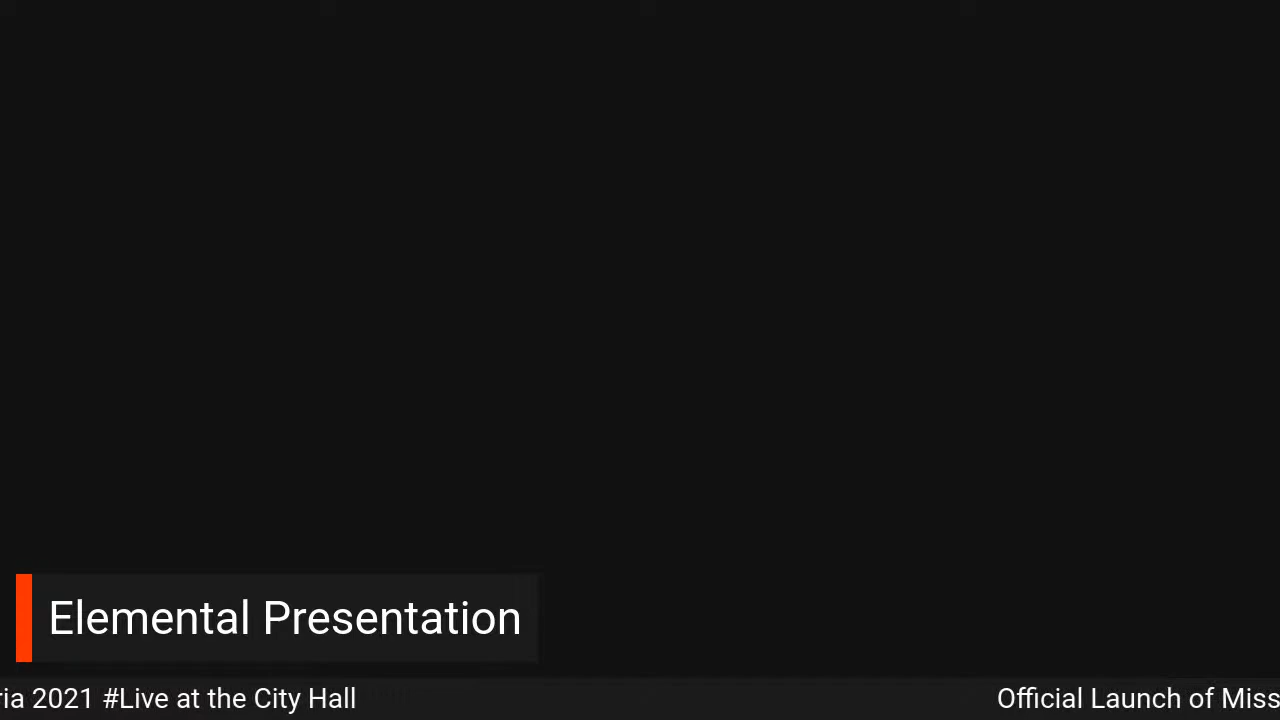 Elemental Presentation
ria 2021 #Live at the City Hall
Official Launch of Miss